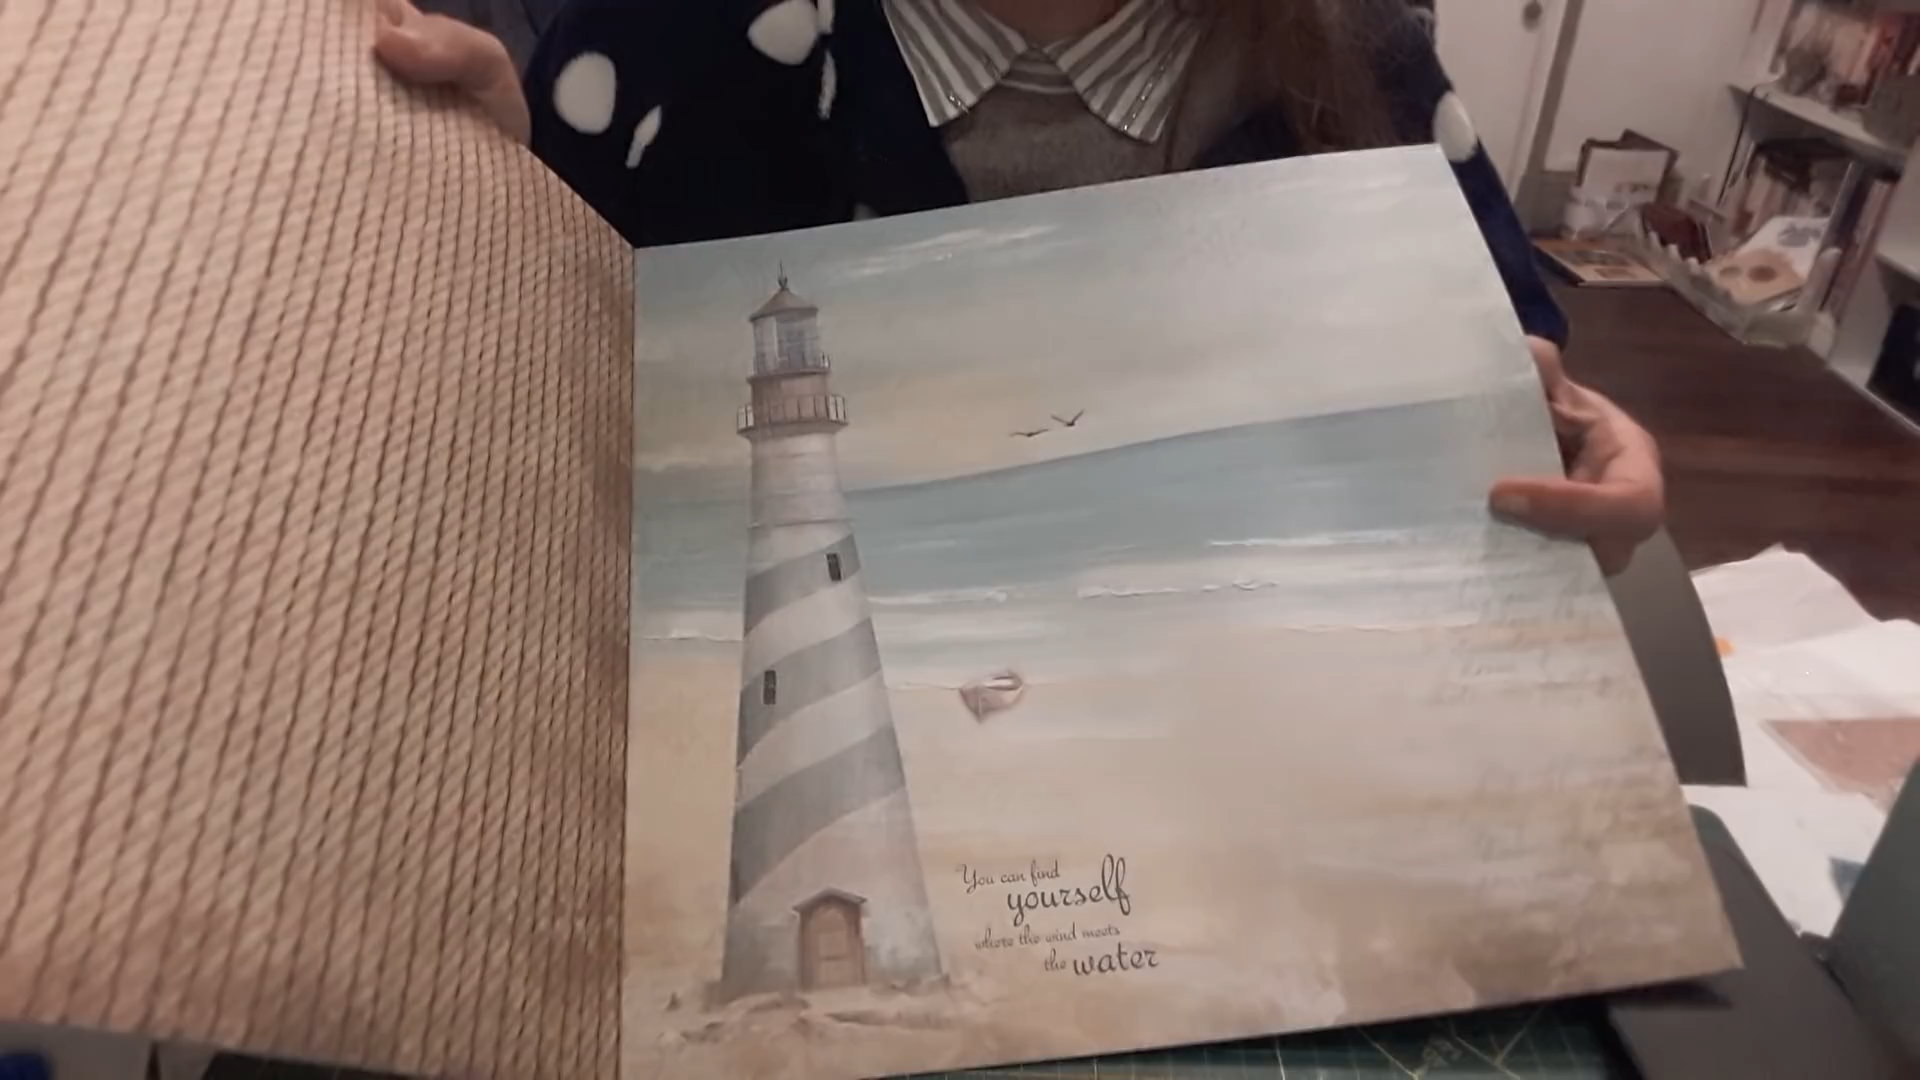 You can find
yourself
where the wind meets
the water